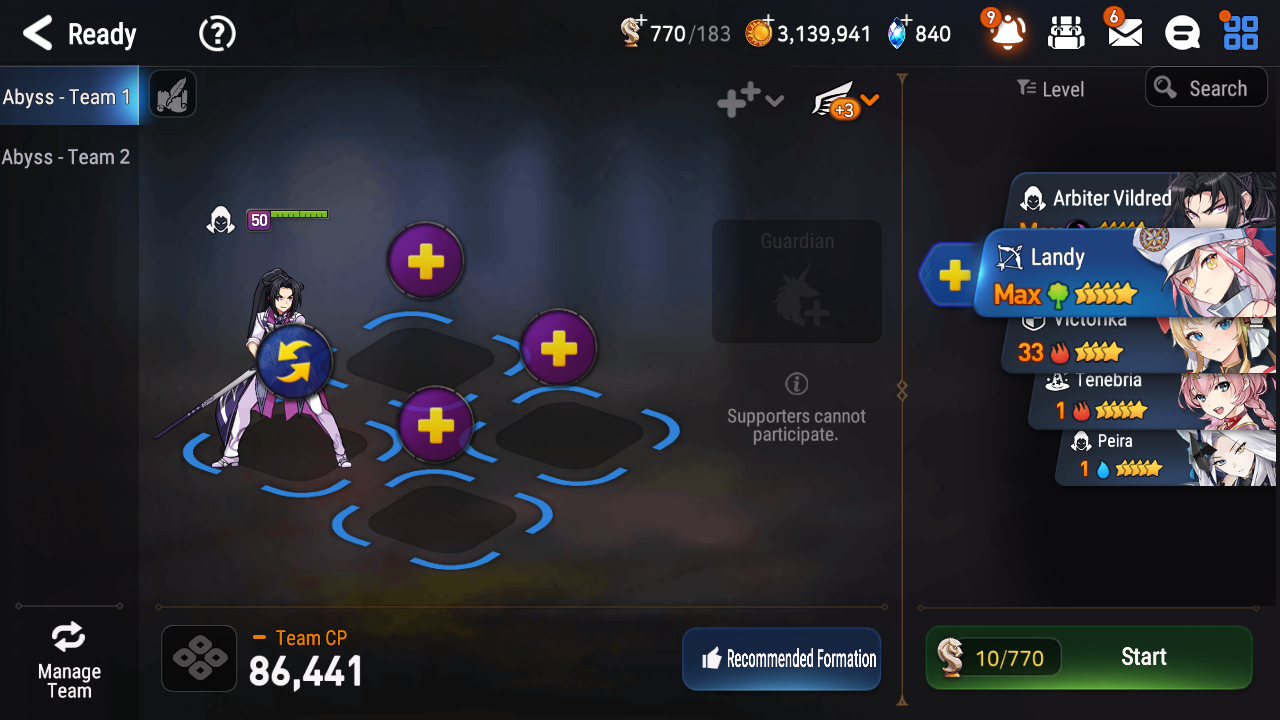 Ready
?
770/183
3,139,941
840
9
6
Abyss - Team 1
Abyss - Team 2
+3
Level
Search
50
Guardian
Supporters cannot
participate.
Arbiter Vildred
Max
Landy
Max
Victorika
33
Tenebria
1
Peira
1
Manage
Team
Team CP
86,441
Recommended Formation
10/770
Start